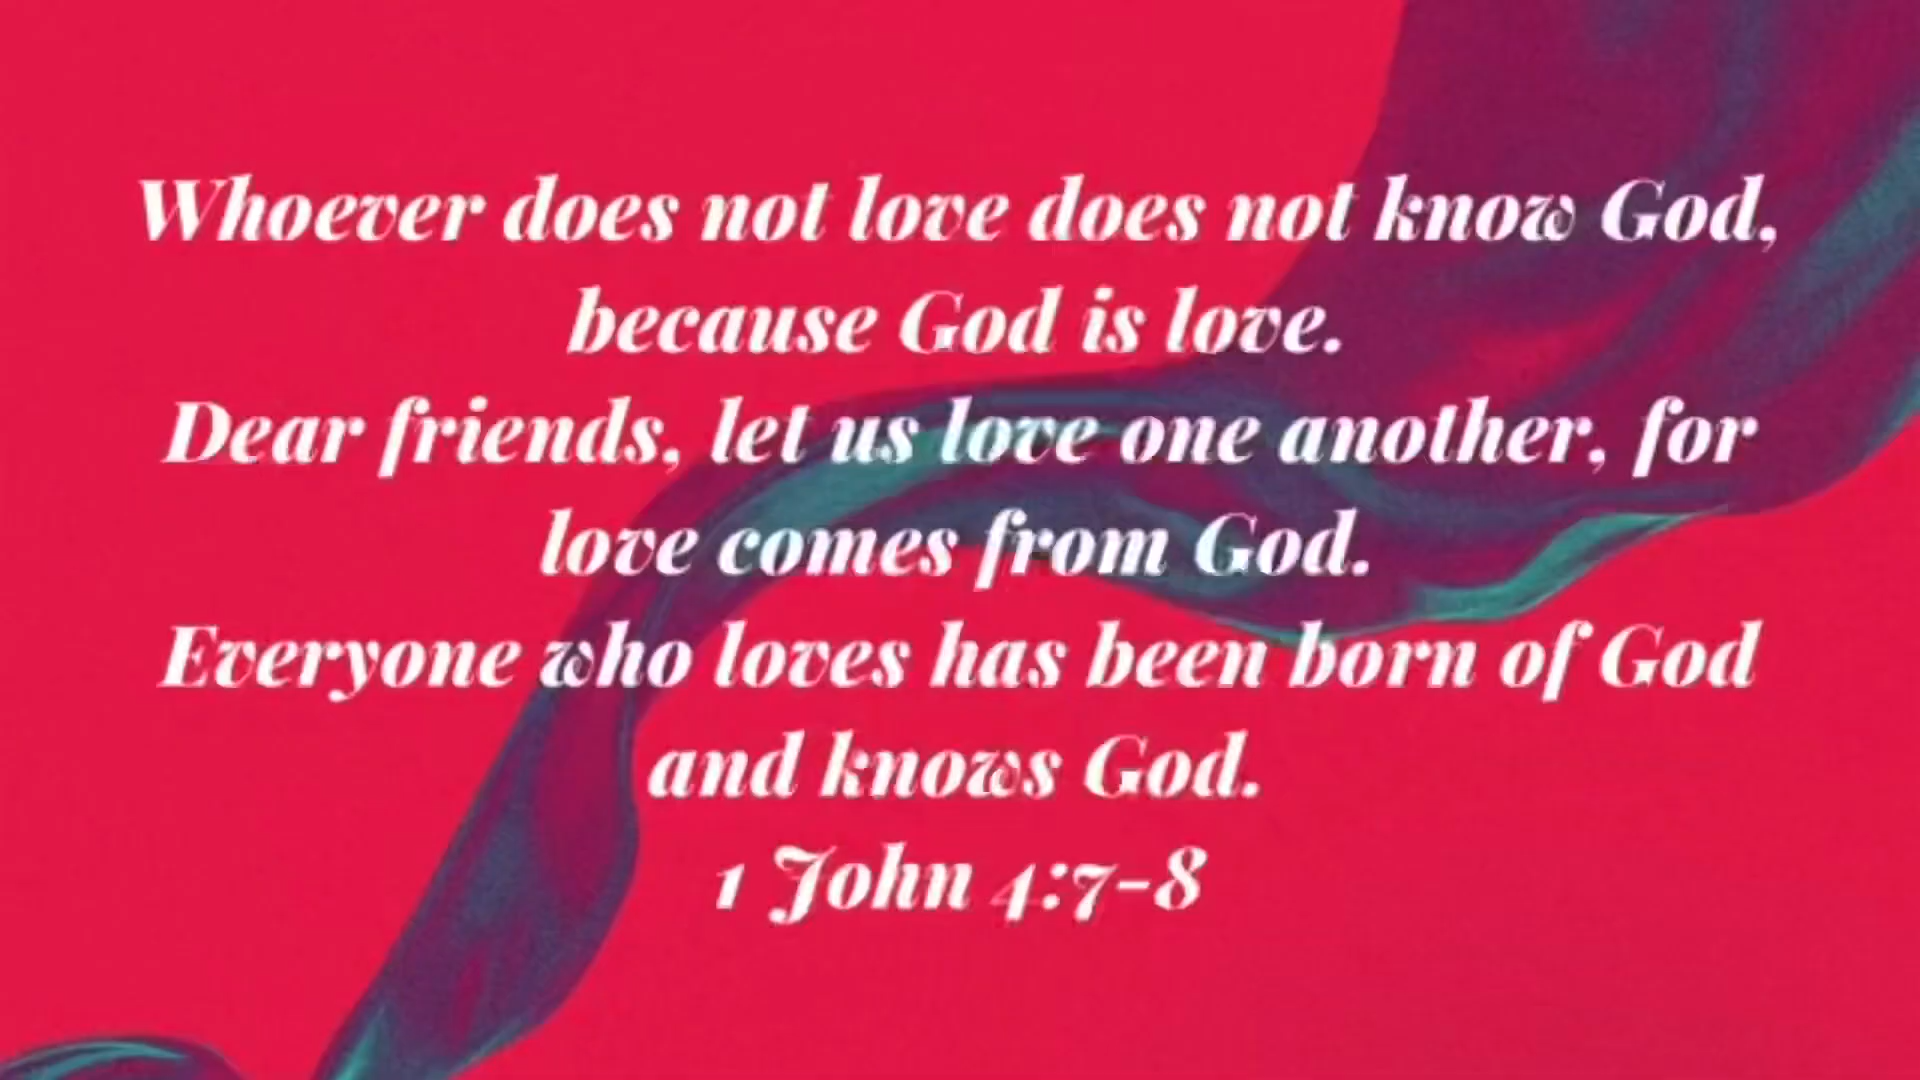 Whoever does not love does not know God,
because God is love.
Dear friends, let us love one another, for
love comes from God.
Everyone who loves has been born of God
and knows God.
1 John 4:7-8